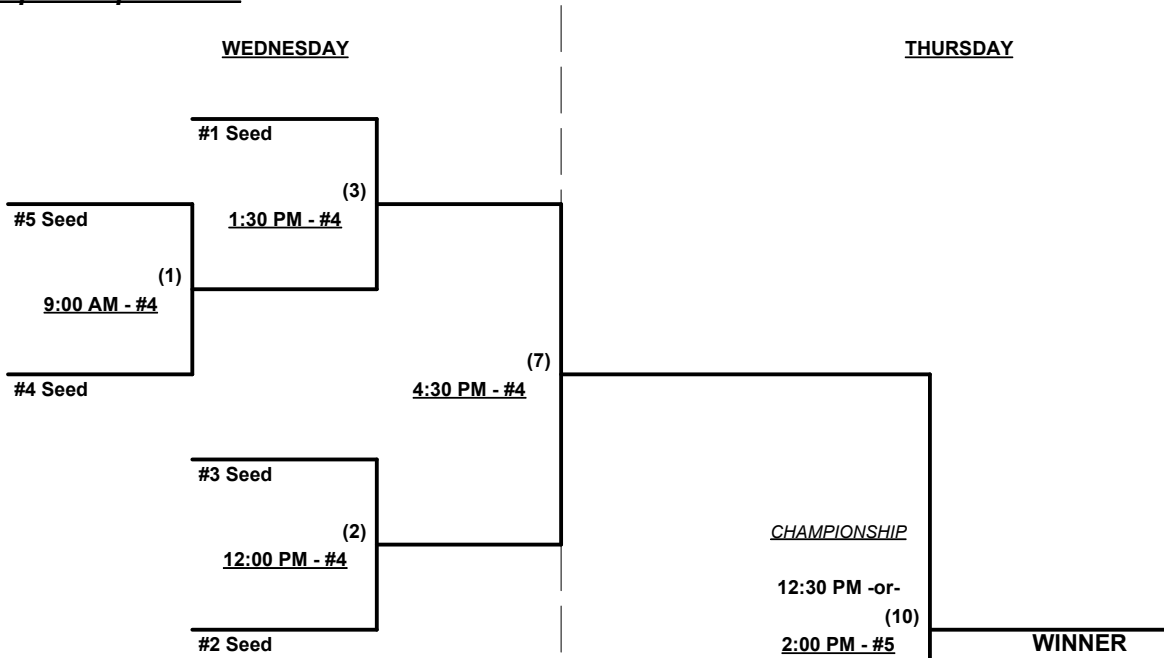 WEDNESDAY
THURSDAY
#1 Seed
(3)
#5 Seed
1:30 PM - #4
(1)
9:00 AM - #4
(7)
#4 Seed
4:30 PM - #4
#3 Seed
(2)
CHAMPIONSHIP
12:00 PM - #4
12:30 PM -or-
(10)
#2 Seed
2:00 PM - #5
WINNER